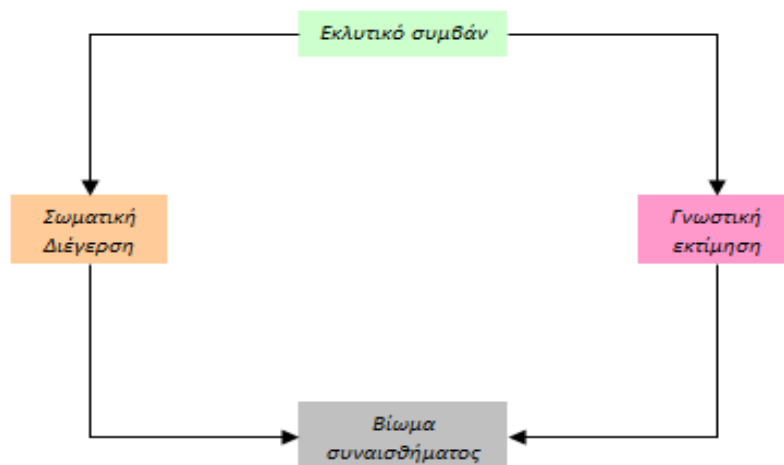 Εκλυτικό συμβάν
Σωματική
Διέγερση
Γνωστική
εκτίμηση
Βίωμα
συναισθήματος